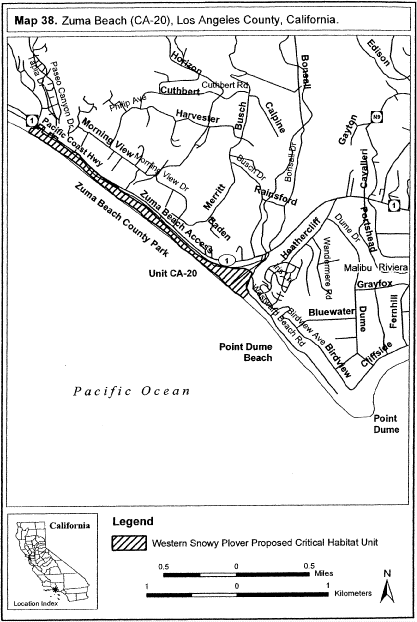 Map 38. Zuma Beach (CA-20), Los Angeles County, California.
Tapia Dr
Paseo Canyon Dr
Horizon
Cuthbert Rd
Cuthbert
Philip Ave
Harvester
Busch
Calpine
Bonsall
Edison
N9
Gayton
1
Pacific Coast Hwy
Morning View
Morning View Dr
Busch Dr
Bonsall Dr
Cavalleri
Rainsford
Merritt
Zuma Beach Access
Baden
Zuma Beach County Park
Heathercliff
Dume Dr
Portshead
1
1
Unit CA-20
Wandermere Rd
Malibu
Riviera
Grayfox
Bluewater
Dume
Fernhill
Westward Beach Rd
Birdview Ave
Birdview
Cliffside
Point Dume
Beach
Pacific Ocean
Point
Dume
California
Location Index
Legend
Western Snowy Plover Proposed Critical Habitat Unit
0.5 0 0.5
Miles
1 0 1
Kilometers
N